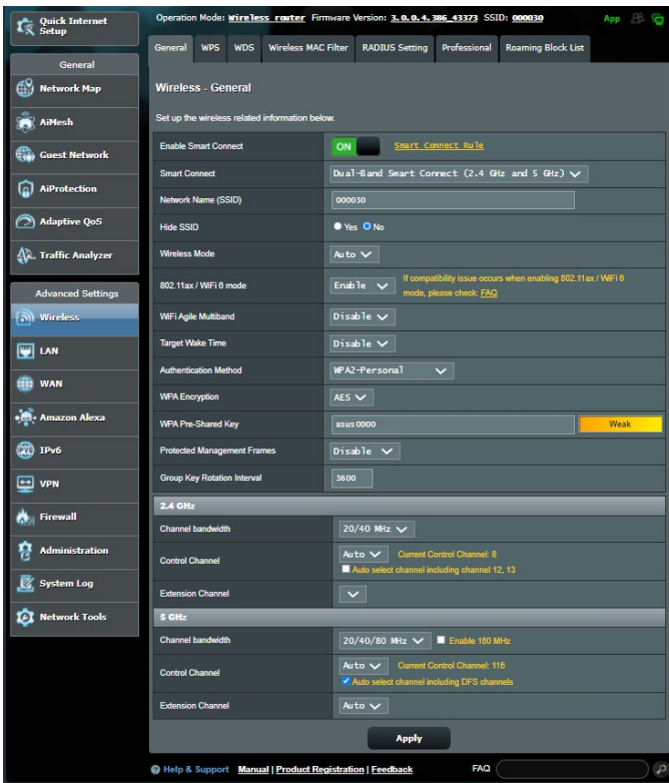 Quick Internet
Setup
General
Network Map
AiMesh
Guest Network
AiProtection
Adaptive QoS
Traffic Analyzer
Advanced Settings
Wireless
LAN
WAN
Amazon Alexa
IPv6
VPN
Firewall
Administration
System Log
Network Tools
Operation Mode: Wireless router Firmware Version: 3.0.0.4.386_43373 SSID: 000030 App
General WPS WDS Wireless MAC Filter RADIUS Setting Professional Roaming Block List
Wireless - General
Set up the wireless related information below.
Enable Smart Connect ON Smart Connect Rule
Smart Connect Dual-Band Smart Connect (2.4 GHz and 5 GHz)
Network Name (SSID) 000030
Hide SSID Yes No
Wireless Mode Auto
802.11ax / WiFi 6 mode Enable If compatibility issue occurs when enabling 802.11ax / WiFi 6
mode, please check: FAQ
WiFi Agile Multiband Disable
Target Wake Time Disable
Authentication Method WPA2-Personal
WPA Encryption AES
WPA Pre-Shared Key asus0000 Weak
Protected Management Frames Disable
Group Key Rotation Interval 3600
2.4 GHz
Channel bandwidth 20/40 MHz
Control Channel Auto Current Control Channel: 8
Auto select channel including channel 12, 13
Extension Channel
5 GHz
Channel bandwidth 20/40/80 MHz Enable 160 MHz
Control Channel Auto Current Control Channel: 116
Auto select channel including DFS channels
Extension Channel Auto
Apply
Help & Support Manual | Product Registration | Feedback FAQ